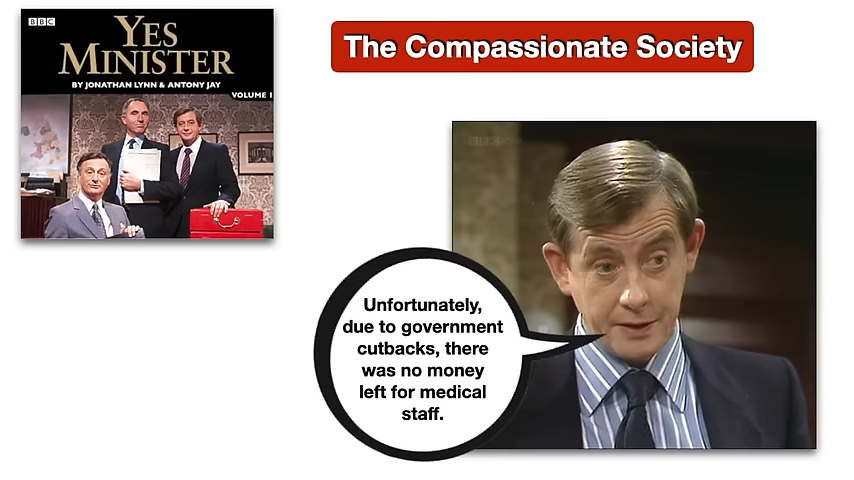 BBC
YES
MINISTER
BY JONATHAN LYNN & ANTONY JAY
VOLUME 1
The Compassionate Society
Unfortunately,
due to government
cutbacks, there
was no money
left for medical
staff.